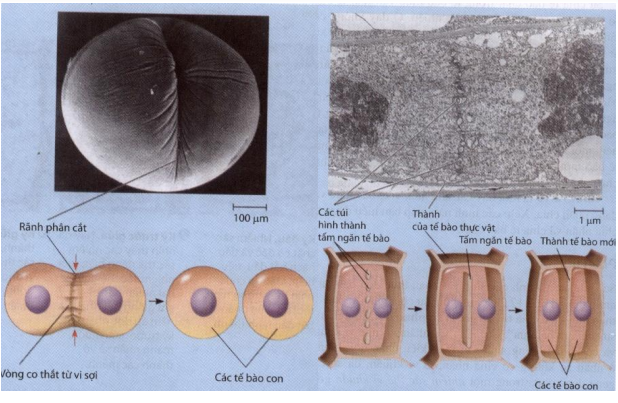 100 μm
1 μm
Rãnh phân cắt
Các túi
hình thành
tấm ngăn tế bào
Thành
của tế bào thực vật
Tấm ngăn tế bào
Thành tế bào mới
Vòng co thắt từ vi sợi
Các tế bào con
Các tế bào con